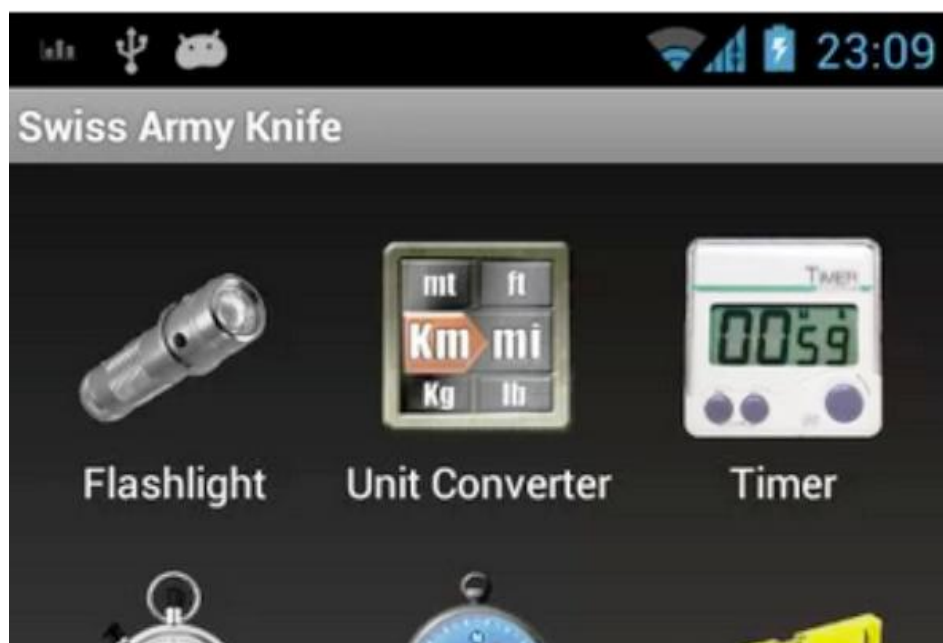 23:09
Swiss Army Knife
mt ft
Km mi
Kg lb
TIMER
00 59
Flashlight Unit Converter Timer
N